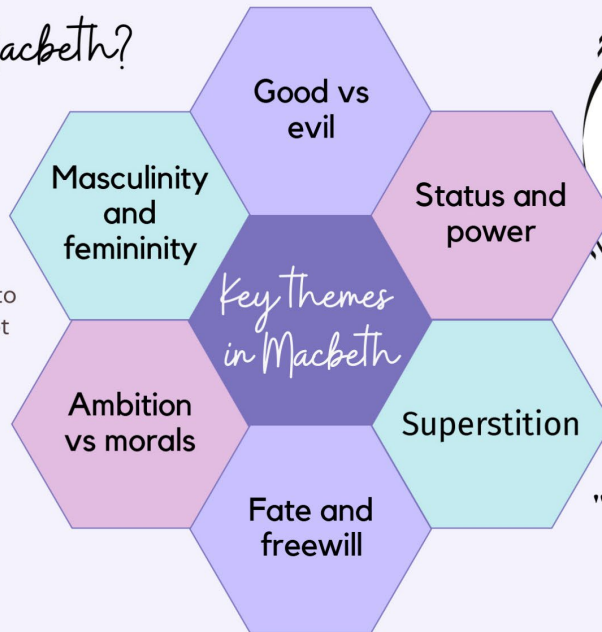 acbeth?
Good vs
evil
Masculinity
and
femininity
Status and
power
Key themes
in Macbeth
to
t
Ambition
vs morals
Superstition
Fate and
freewill
"